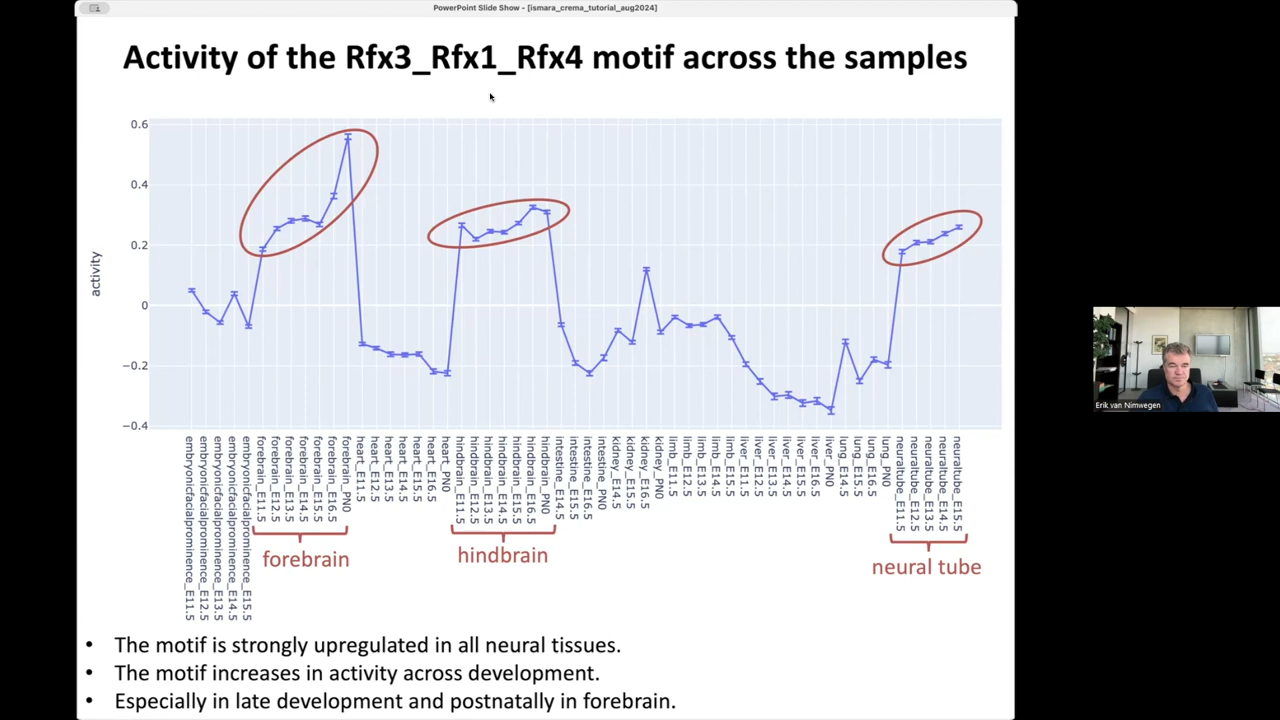 PowerPoint Slide Show - [ismara_crema_tutorial_aug2024]
Activity of the Rfx3_Rfx1_Rfx4 motif across the samples
0.6
0.4
0.2
0
−0.2
−0.4
activity
embryonicfacialprominence_E11.5
embryonicfacialprominence_E12.5
embryonicfacialprominence_E13.5
embryonicfacialprominence_E14.5
embryonicfacialprominence_E15.5
forebrain_E11.5
forebrain_E12.5
forebrain_E13.5
forebrain_E14.5
forebrain_E15.5
forebrain_E16.5
forebrain_PN0
heart_E11.5
heart_E12.5
heart_E13.5
heart_E14.5
heart_E15.5
heart_E16.5
heart_PN0
hindbrain_E11.5
hindbrain_E12.5
hindbrain_E13.5
hindbrain_E14.5
hindbrain_E15.5
hindbrain_E16.5
hindbrain_PN0
intestine_E14.5
intestine_E15.5
intestine_E16.5
intestine_PN0
kidney_E14.5
kidney_E15.5
kidney_E16.5
kidney_PN0
limb_E11.5
limb_E12.5
limb_E13.5
limb_E14.5
limb_E15.5
liver_E11.5
liver_E12.5
liver_E13.5
liver_E14.5
liver_E15.5
liver_E16.5
liver_PN0
lung_E14.5
lung_E15.5
lung_E16.5
lung_PN0
neuraltube_E11.5
neuraltube_E12.5
neuraltube_E13.5
neuraltube_E14.5
neuraltube_E15.5
forebrain
hindbrain
neural tube
• The motif is strongly upregulated in all neural tissues.
• The motif increases in activity across development.
• Especially in late development and postnatally in forebrain.
Erik van Nimwegen